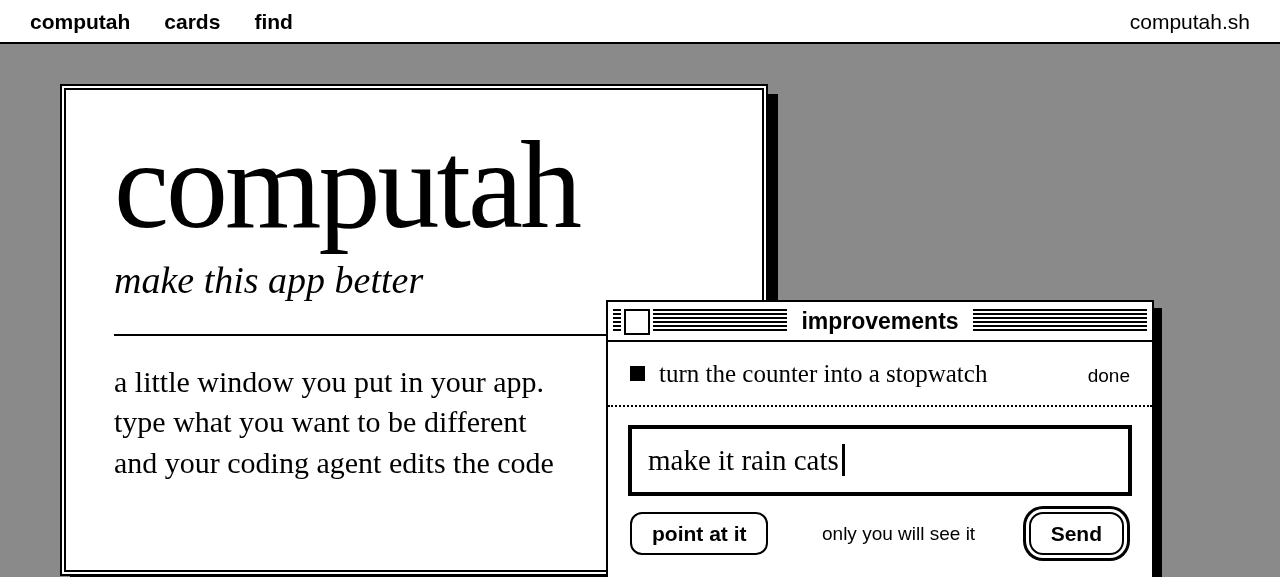 computah cards find computah.sh
computah
make this app better
a little window you put in your app.
type what you want to be different
and your coding agent edits the code
improvements
turn the counter into a stopwatch done
make it rain cats
point at it only you will see it Send